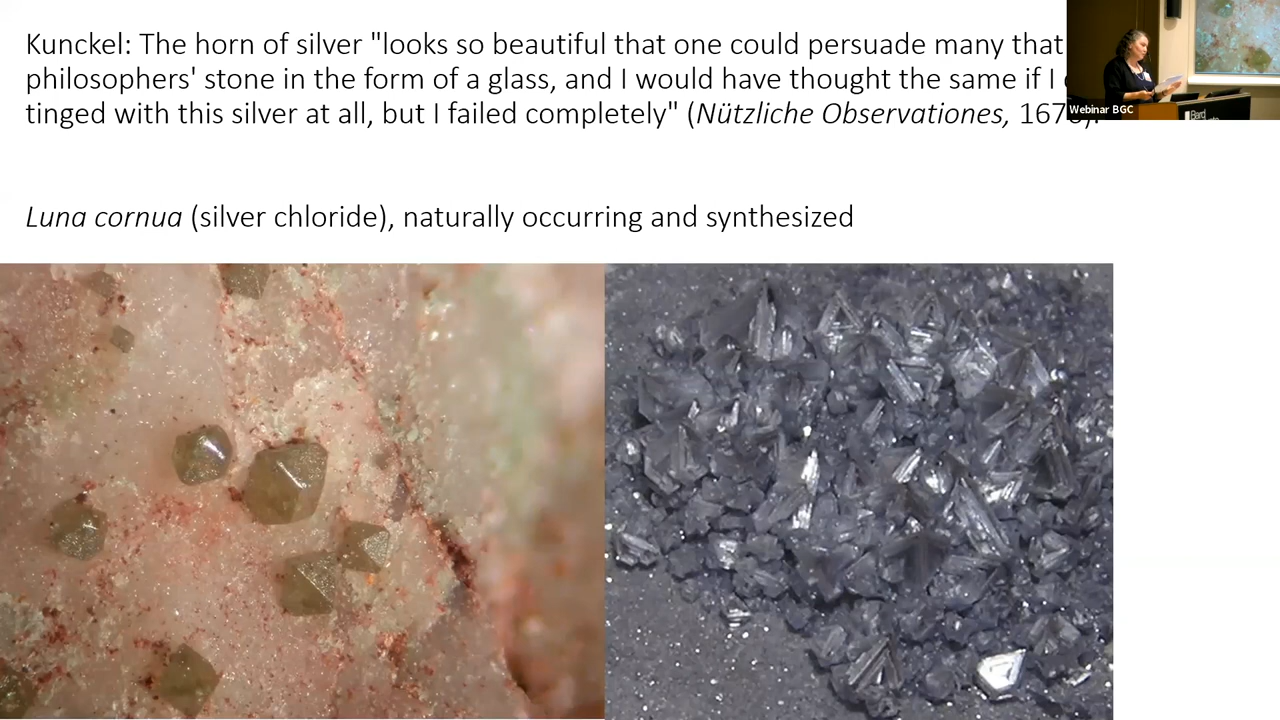 Kunckel: The horn of silver "looks so beautiful that one could persuade many that
philosophers' stone in the form of a glass, and I would have thought the same if I
tinged with this silver at all, but I failed completely" (Nützliche Observationes,
Webinar BGC
Bard
Luna cornua (silver chloride), naturally occurring and synthesized